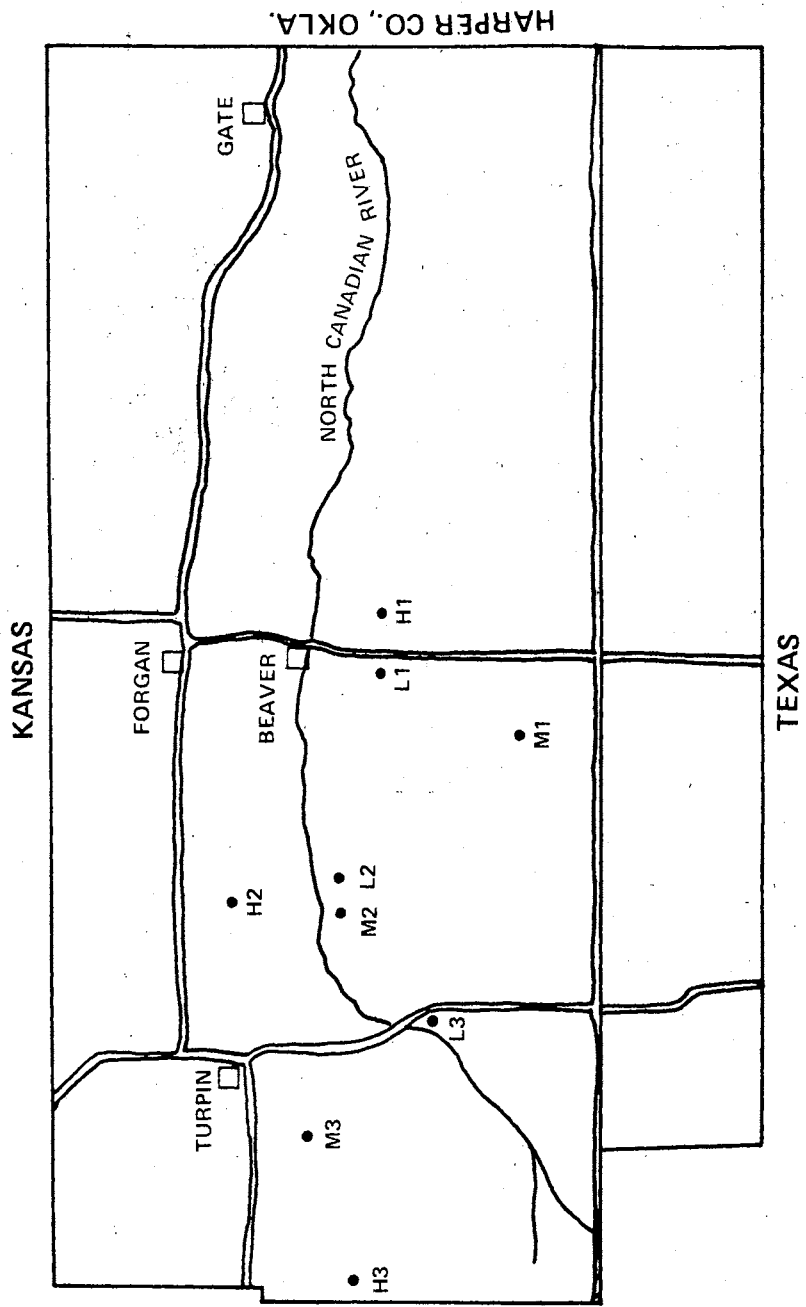 KANSAS
HARPER CO., OKLA.
GATE
FORGAN
BEAVER
NORTH CANADIAN RIVER
TURPIN
H1
L1
M1
H2
L2
M2
L3
M3
H3
TEXAS